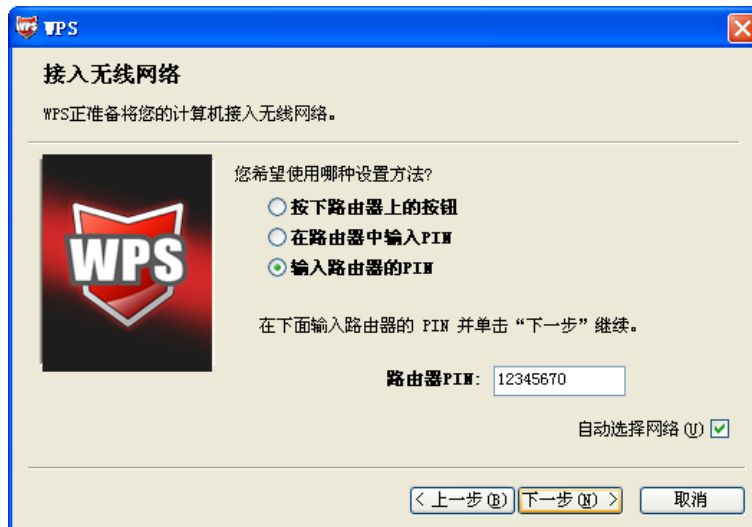 WPS
接入无线网络
WPS正准备将您的计算机接入无线网络。
WPS
您希望使用哪种设置方法?
按下路由器上的按钮
在路由器中输入PIN
输入路由器的PIN
在下面输入路由器的 PIN 并单击“下一步”继续。
路由器PIN: 12345670
自动选择网络(U)
< 上一步(B) 下一步(N) > 取消